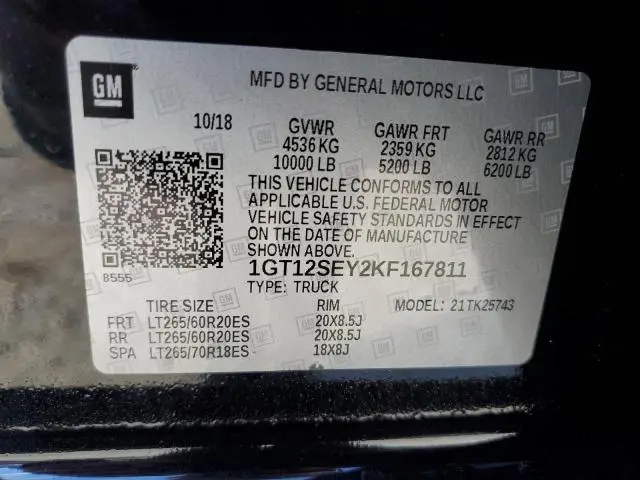 GM
MFD BY GENERAL MOTORS LLC
10/18 GVWR GAWR FRT GAWR RR
4536 KG 2359 KG 2812 KG
10000 LB 5200 LB 6200 LB
THIS VEHICLE CONFORMS TO ALL
APPLICABLE U.S. FEDERAL MOTOR
VEHICLE SAFETY STANDARDS IN EFFECT
ON THE DATE OF MANUFACTURE
SHOWN ABOVE.
8555
1GT12SEY2KF167811
TYPE: TRUCK
TIRE SIZE RIM MODEL: 21TK25743
FRT LT265/60R20ES 20X8.5J
RR LT265/60R20ES 20X8.5J
SPA LT265/70R18ES 18X8J